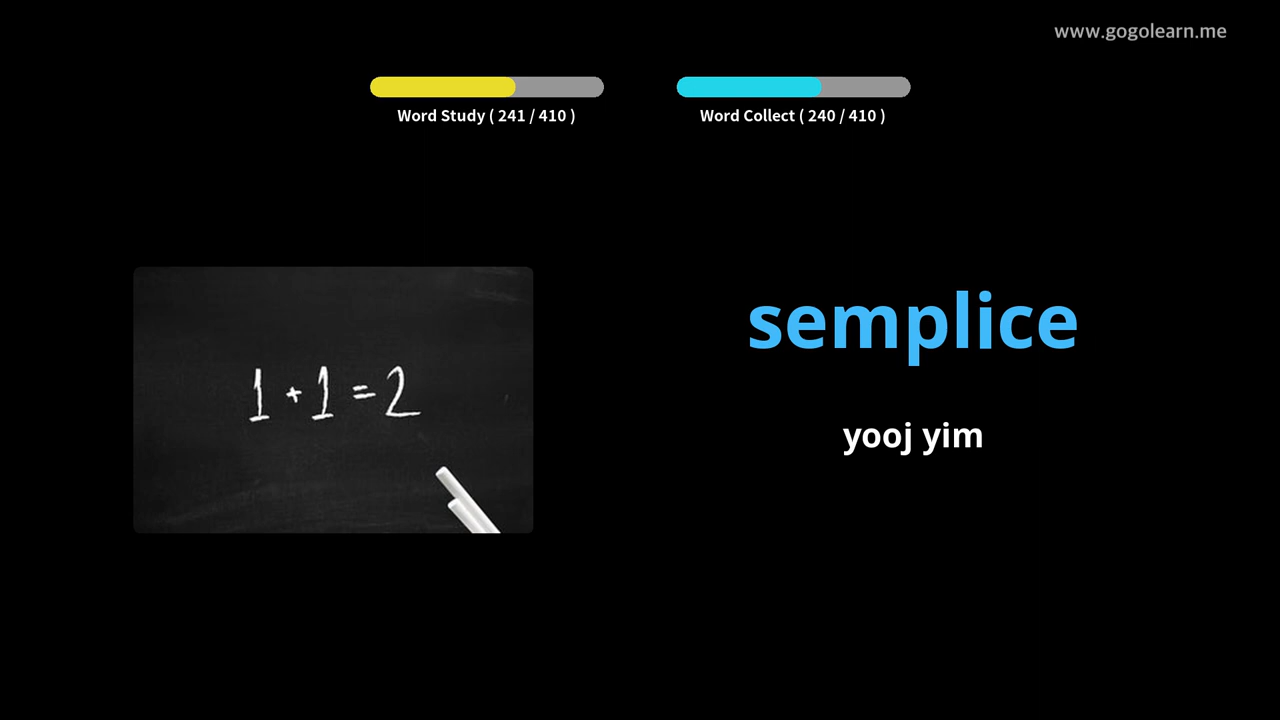 www.gogolearn.me
Word Study ( 241 / 410 )
Word Collect ( 240 / 410 )
1 + 1 = 2
semplice
yooj yim